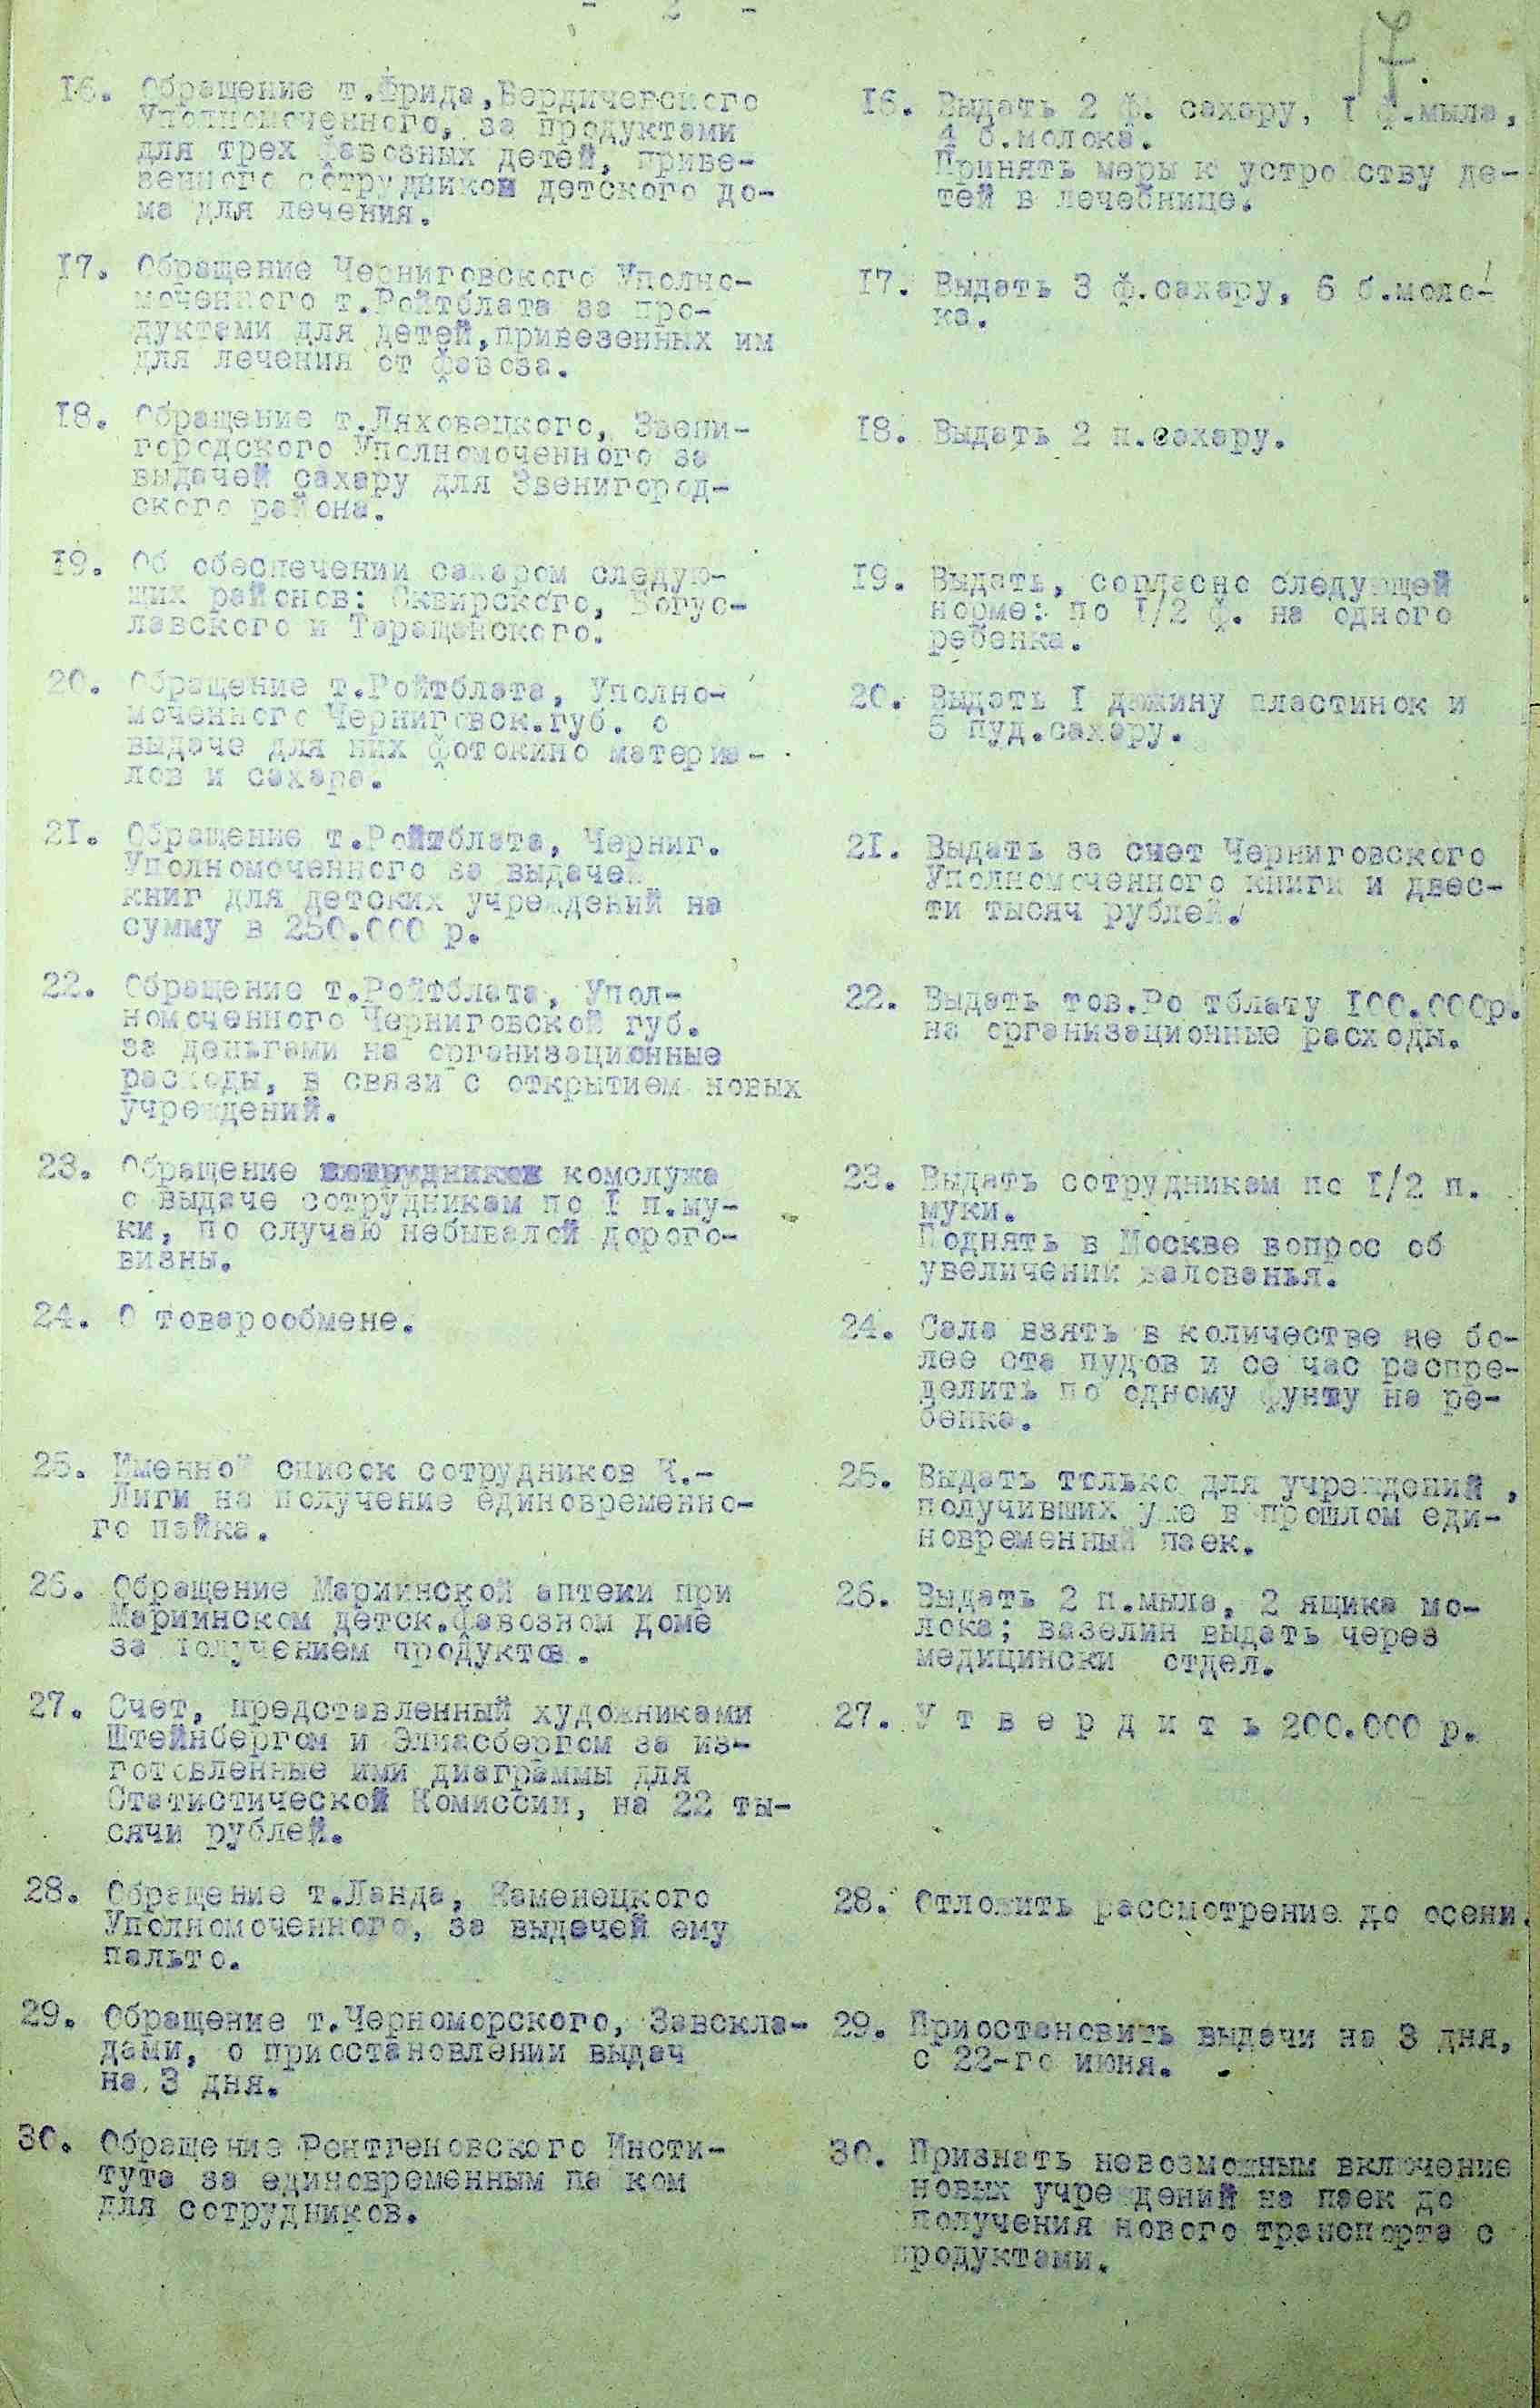 - 2 -
17.
16. Обращение т.Фрида,Бердичевского
Уполномоченного, за продуктами
для трех фавозных детей, приве-
зенного сотрудником детского до-
ма для лечения.
16. Выдать 2 ф. сахару, I ф.мыла,
4 б.молока.
Принять меры к устройству де-
тей в лечебнице.
17. Обращение Черниговского Уполно-
моченного т.Ройтблата за про-
дуктами для детей,привезенных им
для лечения от фавоза.
17. Выдать 3 ф.сахару, 6 б.моло-
ка.
18. Обращение т.Ляховецкого, Звени-
городского Уполномоченного за
выдачей сахару для Звенигород-
ского района.
18. Выдать 2 п.сахару.
19. Об обеспечении сахаром следую-
щих районов: Сквирского, Богус-
лавского и Таращанского.
19. Выдать, согласно следующей
норме: по I/2 ф. на одного
ребенка.
20. Обращение т.Ройтблата, Уполно-
моченного Черниговск.губ. о
выдаче для них фотокино материа-
лов и сахара.
20. Выдать I дюжину пластинок и
5 пуд.сахару.
21. Обращение т.Ройтблата, Черниг.
Уполномоченного за выдачей
книг для детских учреждений на
сумму в 250.000 р.
21. Выдать за счет Черниговского
Уполномоченного книги и двес-
ти тысяч рублей.
22. Обращение т.Ройтблата, Упол-
номоченного Черниговской губ.
за деньгами на организационные
расходы, в связи с открытием новых
учреждений.
22. Выдать тов.Ро тблату 100.000р.
на организационные расходы.
23. Обращение сотрудников комслужа
о выдаче сотрудникам по I п.му-
ки, по случаю небывалой дорого-
визны.
23. Выдать сотрудникам по I/2 п.
муки.
Поднять в Москве вопрос об
увеличении жалованья.
24. О товарообмене.
24. Сала взять в количестве не бо-
лее ста пудов и се час распре-
делить по одному фунту на ре-
бенка.
25. Именной список сотрудников К.-
Лиги на получение единовременно-
го пайка.
25. Выдать только для учреждений ,
получивших уже в прошлом еди-
новременный паек.
26. Обращение Мариинской аптеки при
Мариинском детск.фавозном доме
за получением продуктов.
26. Выдать 2 п.мыла, 2 ящика мо-
лока; вазелин выдать через
медицински отдел.
27. Счет, представленный художниками
Штейнбергом и Элиасбергом за из-
готовленные ими диаграммы для
Статистической Комиссии, на 22 ты-
сячи рублей.
27. У т в е р д и т ь 200.000 р.
28. Обращение т.Ланда, Каменецкого
Уполномоченного, за выдачей ему
пальто.
28. Отложить рассмотрение до осени.
29. Обращение т.Черноморского, Завскла-
дами, о приостановлении выдач
на 3 дня.
29. Приостановить выдачи на 3 дня,
с 22-го июня.
30. Обращение Рентгеновского Инсти-
тута за единовременным па ком
для сотрудников.
30. Признать невозможным включение
новых учреждений на паек до
получения нового транспорта с
продуктами.